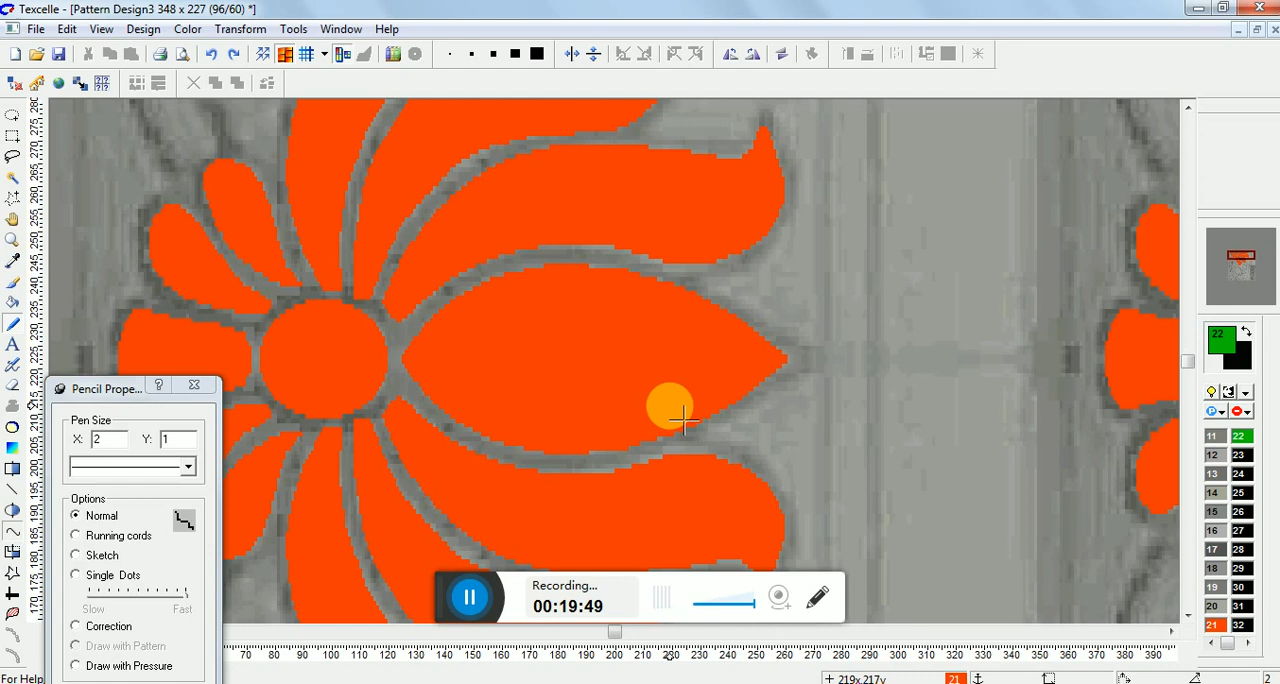 Texcelle - [Pattern Design3 348 x 227 (96/60) *]
File Edit View Design Color Transform Tools Window Help
Pencil Prope...
Pen Size
X: 2 Y: 1
Options
Normal
Running cords
Sketch
Single Dots
Slow Fast
Correction
Draw with Pattern
Draw with Pressure
Recording...
00:19:49
22
11 22
12 23
13 24
14 25
15 26
16 27
17 28
18 29
19 30
20 31
21 32
70 80 90 100 110 120 130 140 150 160 170 180 190 200 210 220 230 240 250 260 270 280 290 300 310 320 330 340 350 360 370 380 390
For Help
219x,217y 21 2